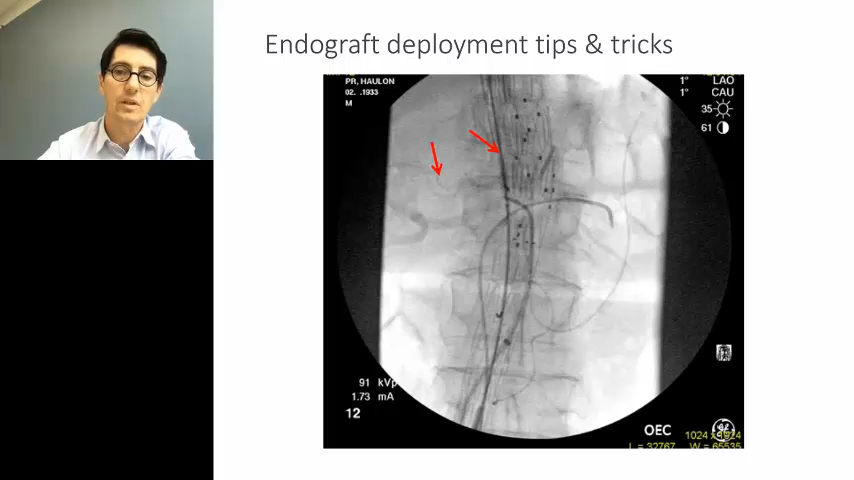 Endograft deployment tips & tricks
PR, HAULON
02. .1933
M
1° LAO
1° CAU
35
61
91 kVp
1.73 mA
12
OEC
1024 x 1024
L = 32767 W = 65535